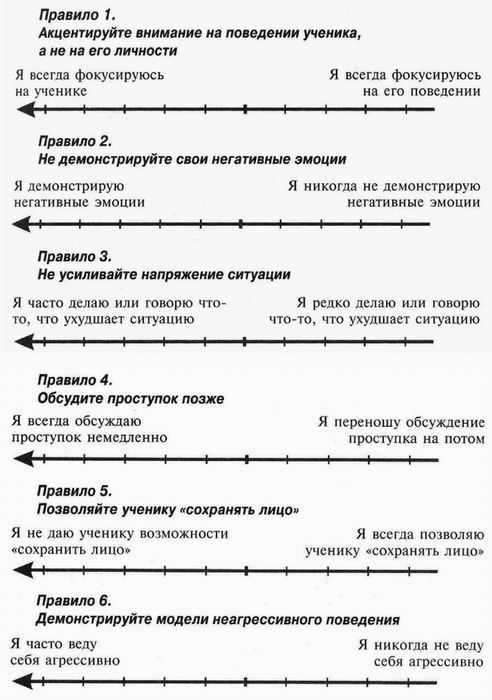 Правило 1.
Акцентируйте внимание на поведении ученика,
а не на его личности
Я всегда фокусируюсь
на ученике
Я всегда фокусируюсь
на его поведении
Правило 2.
Не демонстрируйте свои негативные эмоции
Я демонстрирую
негативные эмоции
Я никогда не демонстрирую
негативные эмоции
Правило 3.
Не усиливайте напряжение ситуации
Я часто делаю или говорю что-
то, что ухудшает ситуацию
Я редко делаю или говорю
что-то, что ухудшает ситуацию
Правило 4.
Обсудите проступок позже
Я всегда обсуждаю
проступок немедленно
Я переношу обсуждение
проступка на потом
Правило 5.
Позволяйте ученику «сохранять лицо»
Я не даю ученику возможности
«сохранить лицо»
Я всегда позволяю
ученику «сохранять лицо»
Правило 6.
Демонстрируйте модели неагрессивного поведения
Я часто веду
себя агрессивно
Я никогда не веду
себя агрессивно